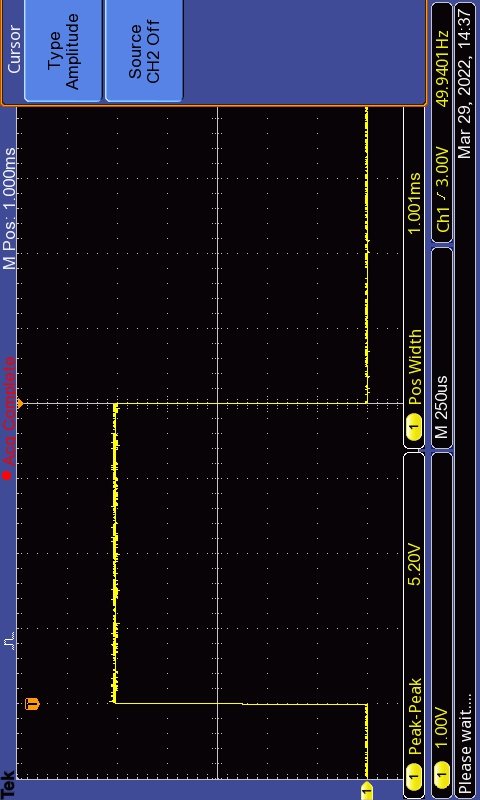 Tek
Acq Complete
M Pos: 1.000ms
Cursor
T
Type
Amplitude
Source
CH2 Off
1
1 Peak-Peak 5.20V
1 Pos Width 1.001ms
1 1.00V
M 250us
Ch1 3.00V 49.9401Hz
Please wait....
Mar 29, 2022, 14:37